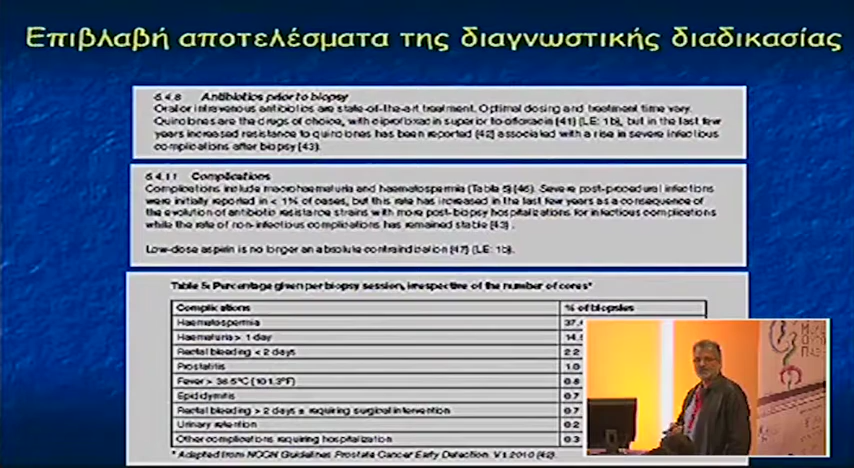 Επιβλαβή αποτελέσματα της διαγνωστικής διαδικασίας
6.4.8 Antibiotics prior to biopsy
Oral or intravenous antibiotics are state-of-the-art treatment. Optimal dosing and treatment time vary.
Quinolones are the drugs of choice, with ciprofloxacin superior to ofloxacin [41] (LE: 1b), but in the last few
years increased resistance to quinolones has been reported [42] associated with a rise in severe infectious
complications after biopsy [43].
6.4.11 Complications
Complications include macrohaematuria and haematospermia (Table 5) [46]. Severe post-procedural infections
were initially reported in < 1% of cases, but this rate has increased in the last few years as a consequence of
the evolution of antibiotic resistance strains with more post-biopsy hospitalizations for infectious complications
while the rate of non-infectious complications has remained stable [43].
Low-dose aspirin is no longer an absolute contraindication [47] (LE: 1b).
Table 5: Percentage given per biopsy session, irrespective of the number of cores*
Complications % of biopsies
Haematospermia 37.
Haematuria > 1 day 14.
Rectal bleeding < 2 days 2.2
Prostatitis 1.0
Fever > 38.5°C (101.3°F) 0.8
Epididymitis 0.7
Rectal bleeding > 2 days ± requiring surgical intervention 0.7
Urinary retention 0.2
Other complications requiring hospitalization 0.3
* Adapted from NCCN Guidelines Prostate Cancer Early Detection. V.1.2010 [42].